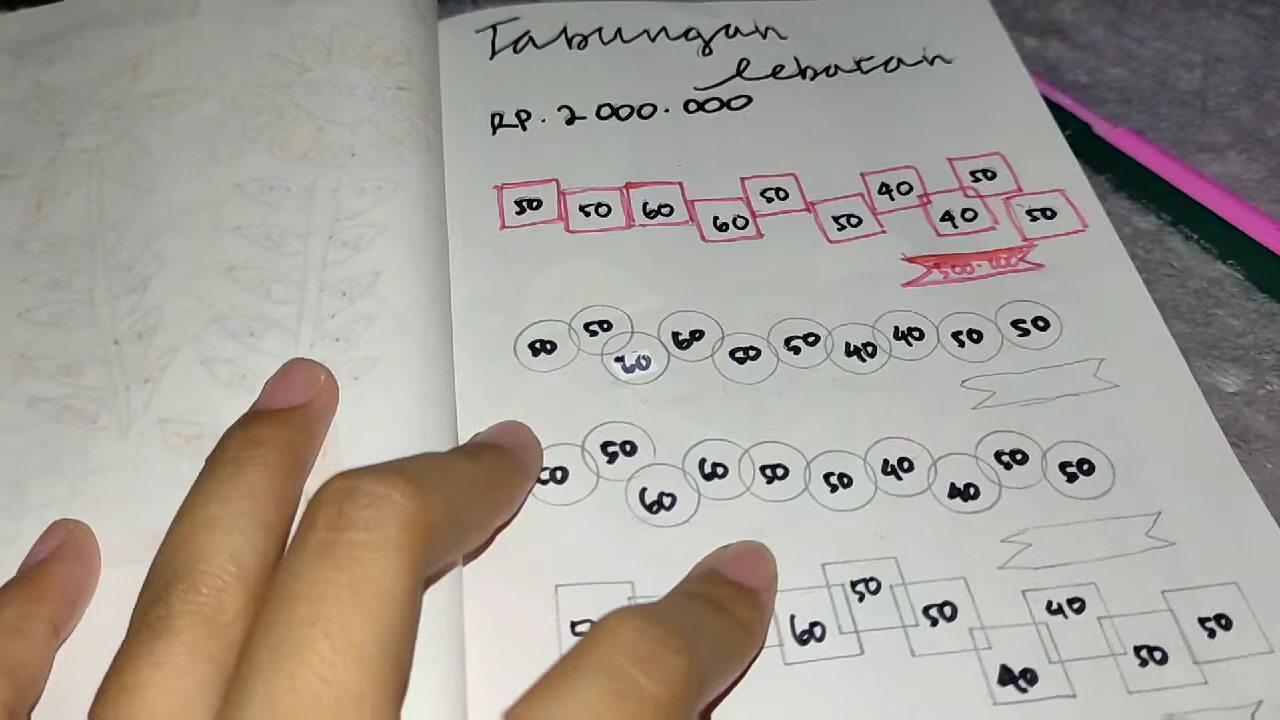 Tabungan
lebaran
RP. 2 000.000
50 50 60 60 50 50 40 40 50 50
500.000
50 50 60 60 50 50 40 40 50 50
50 50 60 60 50 50 40 40 50 50
60 50 50 40 40 50 50